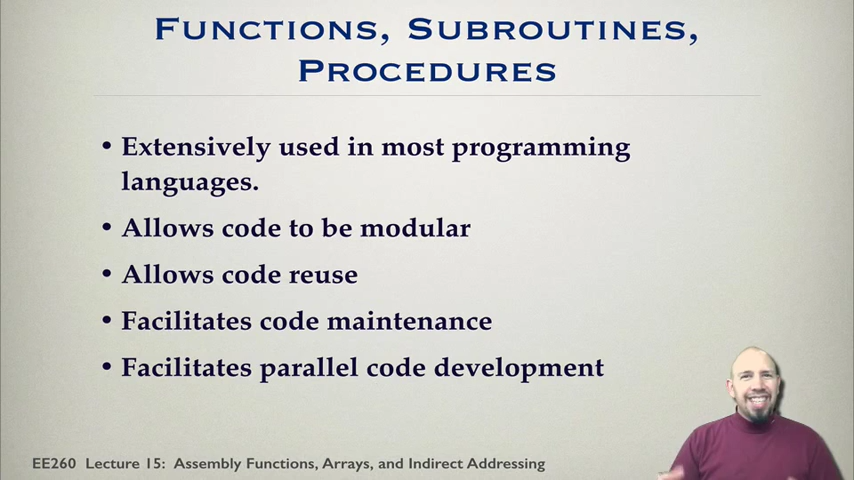 FUNCTIONS, SUBROUTINES,
PROCEDURES
• Extensively used in most programming
languages.
• Allows code to be modular
• Allows code reuse
• Facilitates code maintenance
• Facilitates parallel code development
EE260 Lecture 15: Assembly Functions, Arrays, and Indirect Addressing